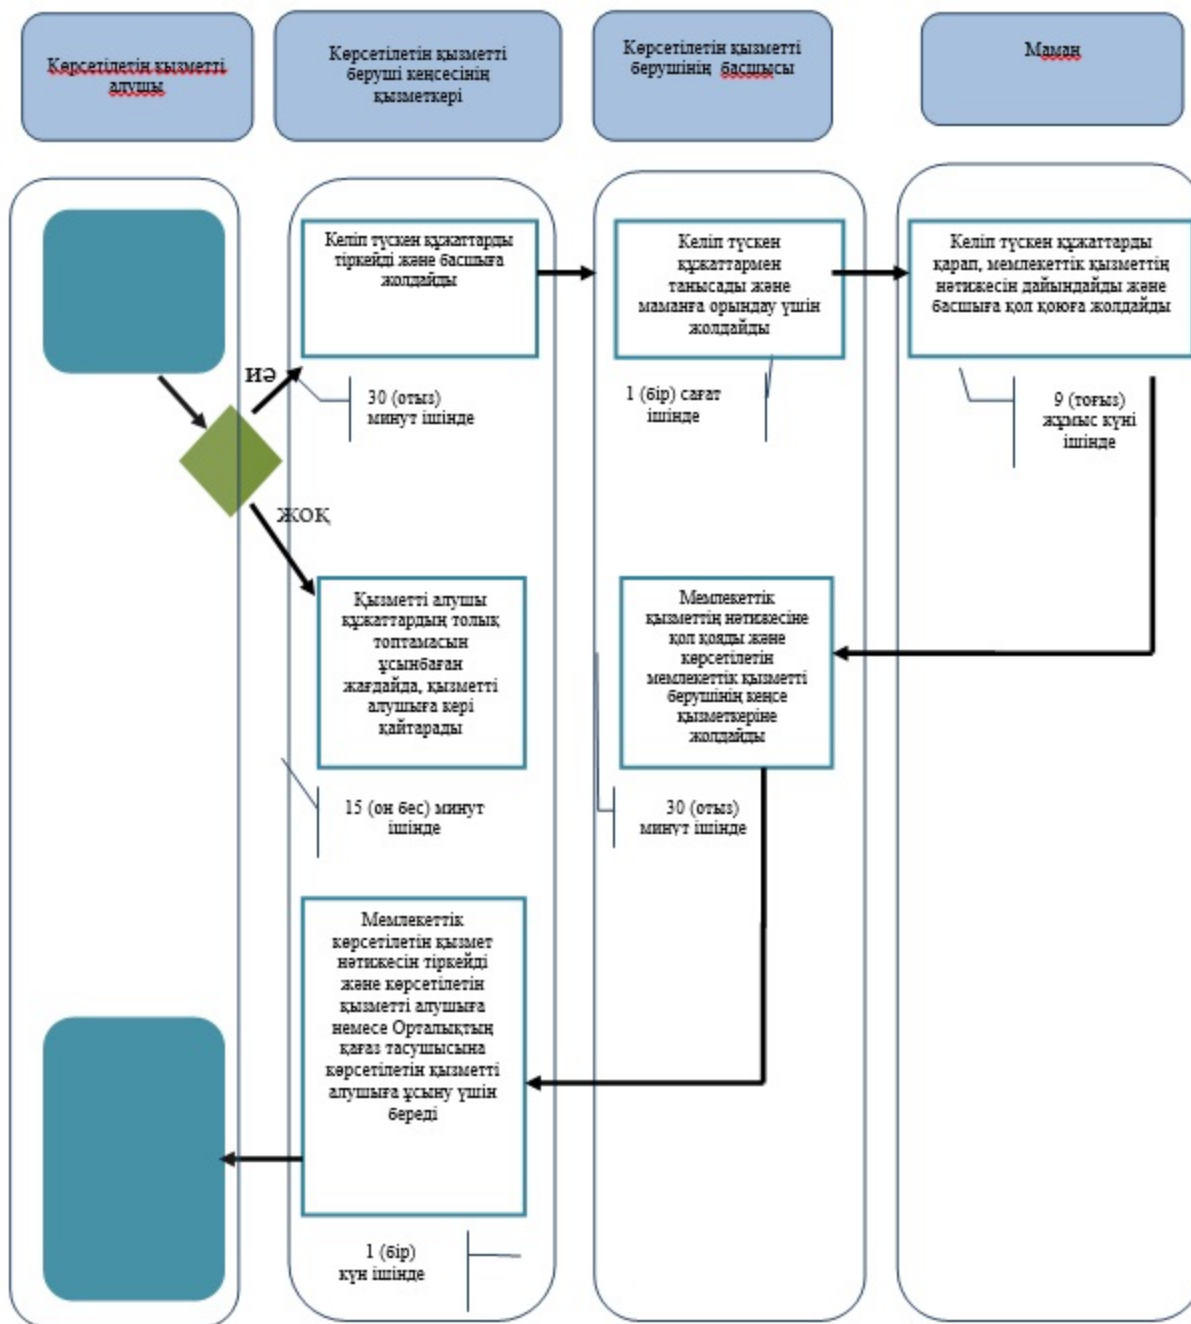 Көрсетілетін қызметті
алушы
Көрсетілетін қызметті
беруші кеңсесінің
қызметкері
Көрсетілетін қызметті
берушінің басшысы
Маман
Келіп түскен құжаттарды
тіркейді және басшыға
жолдайды
Келіп түскен
құжаттармен
танысады және
маманға орындау үшін
жолдайды
Келіп түскен құжаттарды
қарап, мемлекеттік қызметтің
нәтижесін дайындайды және
басшыға қол қоюға жолдайды
иә
30 (отыз)
минут ішінде
1 (бір) сағат
ішінде
9 (тоғыз)
жұмыс күні
ішінде
жоқ
Қызметті алушы
құжаттардың толық
топтамасын
ұсынбаған
жағдайда, қызметті
алушыға кері
қайтарады
Мемлекеттік
қызметтің нәтижесіне
қол қояды және
көрсетілетін
мемлекеттік қызметті
берушінің кеңсе
қызметкеріне
жолдайды
15 (он бес) минут
ішінде
30 (отыз)
минут ішінде
Мемлекеттік
көрсетілетін қызмет
нәтижесін тіркейді
және көрсетілетін
қызметті алушыға
немесе Орталықтың
қағаз тасушысына
көрсетілетін қызметті
алушыға ұсыну үшін
береді
1 (бір)
күн ішінде